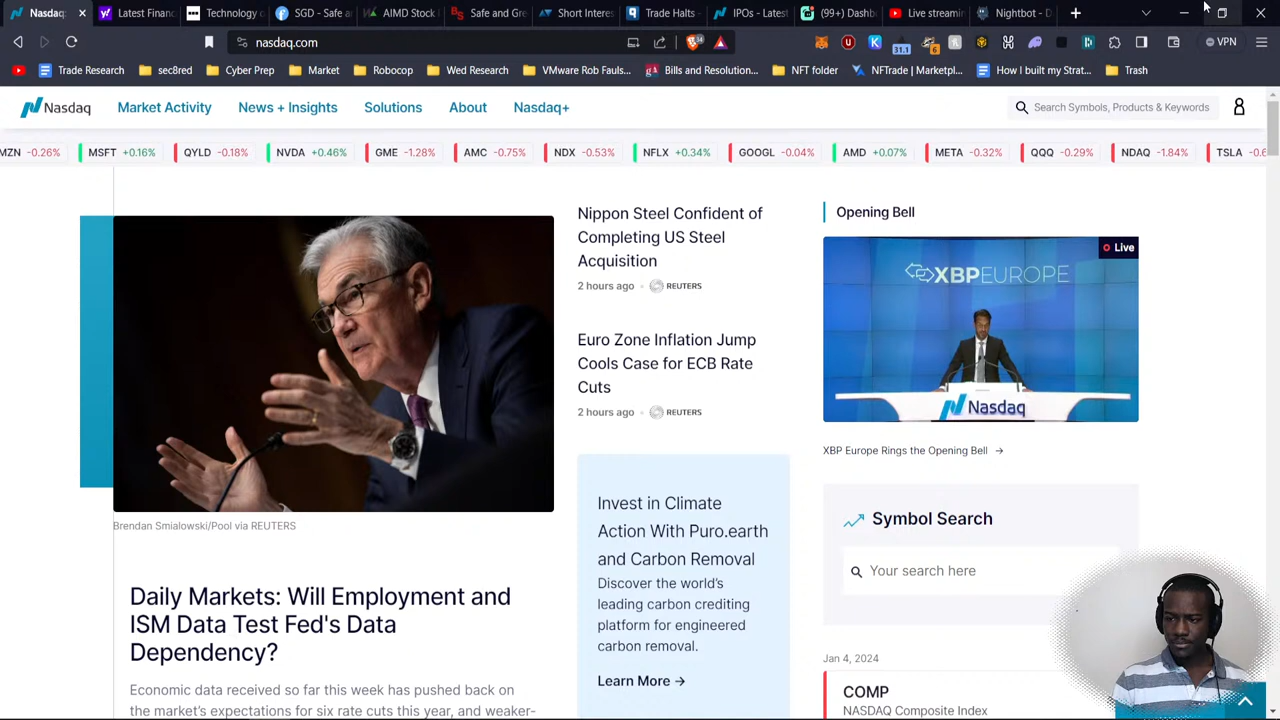 Nasdaq
Latest Financ
Technology o
SGD - Safe an
AIMD Stock
Safe and Gre
Short Interes
Trade Halts -
IPOs - Latest
(99+) Dashb
Live streami
Nightbot - D
nasdaq.com
31.1
6
VPN
Trade Research
sec8red
Cyber Prep
Market
Robocop
Wed Research
VMware Rob Fauls...
Bills and Resolution...
NFT folder
NFTrade | Marketpl...
How I built my Strat...
Trash
Nasdaq
Market Activity
News + Insights
Solutions
About
Nasdaq+
Search Symbols, Products & Keywords
MZN -0.26%
MSFT +0.16%
QYLD -0.18%
NVDA +0.46%
GME -1.28%
AMC -0.75%
NDX -0.53%
NFLX +0.34%
GOOGL -0.04%
AMD +0.07%
META -0.32%
QQQ -0.29%
NDAQ -1.84%
TSLA -0.6
Brendan Smialowski/Pool via REUTERS
Daily Markets: Will Employment and
ISM Data Test Fed's Data
Dependency?
Economic data received so far this week has pushed back on
the market's expectations for six rate cuts this year, and weaker-
Nippon Steel Confident of
Completing US Steel
Acquisition
2 hours ago • REUTERS
Euro Zone Inflation Jump
Cools Case for ECB Rate
Cuts
2 hours ago • REUTERS
Invest in Climate
Action With Puro.earth
and Carbon Removal
Discover the world's
leading carbon crediting
platform for engineered
carbon removal.
Learn More →
Opening Bell
Live
XBPEUROPE
Nasdaq
XBP Europe Rings the Opening Bell →
Symbol Search
Your search here
Jan 4, 2024
COMP
NASDAQ Composite Index